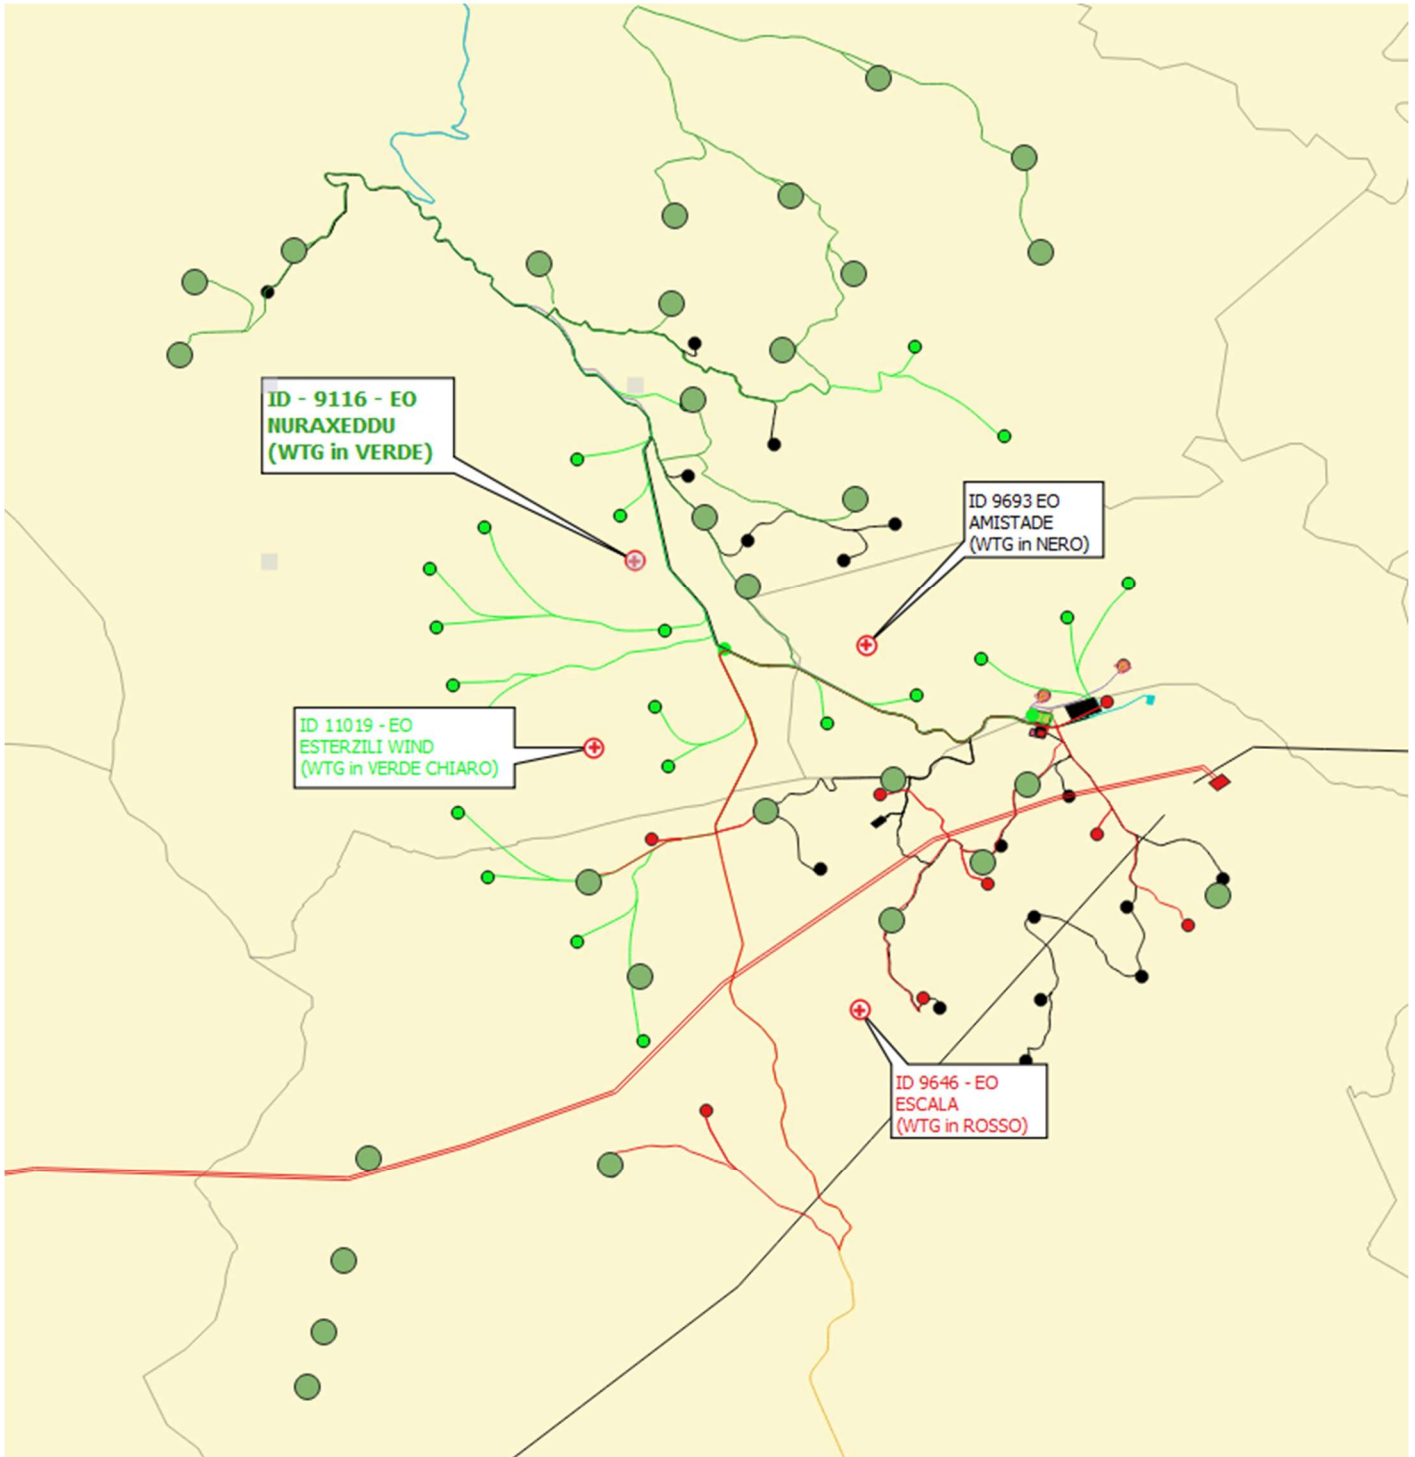 ID - 9116 - EO
NURAXEDDU
(WTG in VERDE)
ID 9693 EO
AMISTADE
(WTG in NERO)
ID 11019 - EO
ESTERZILI WIND
(WTG in VERDE CHIARO)
ID 9646 - EO
ESCALA
(WTG in ROSSO)